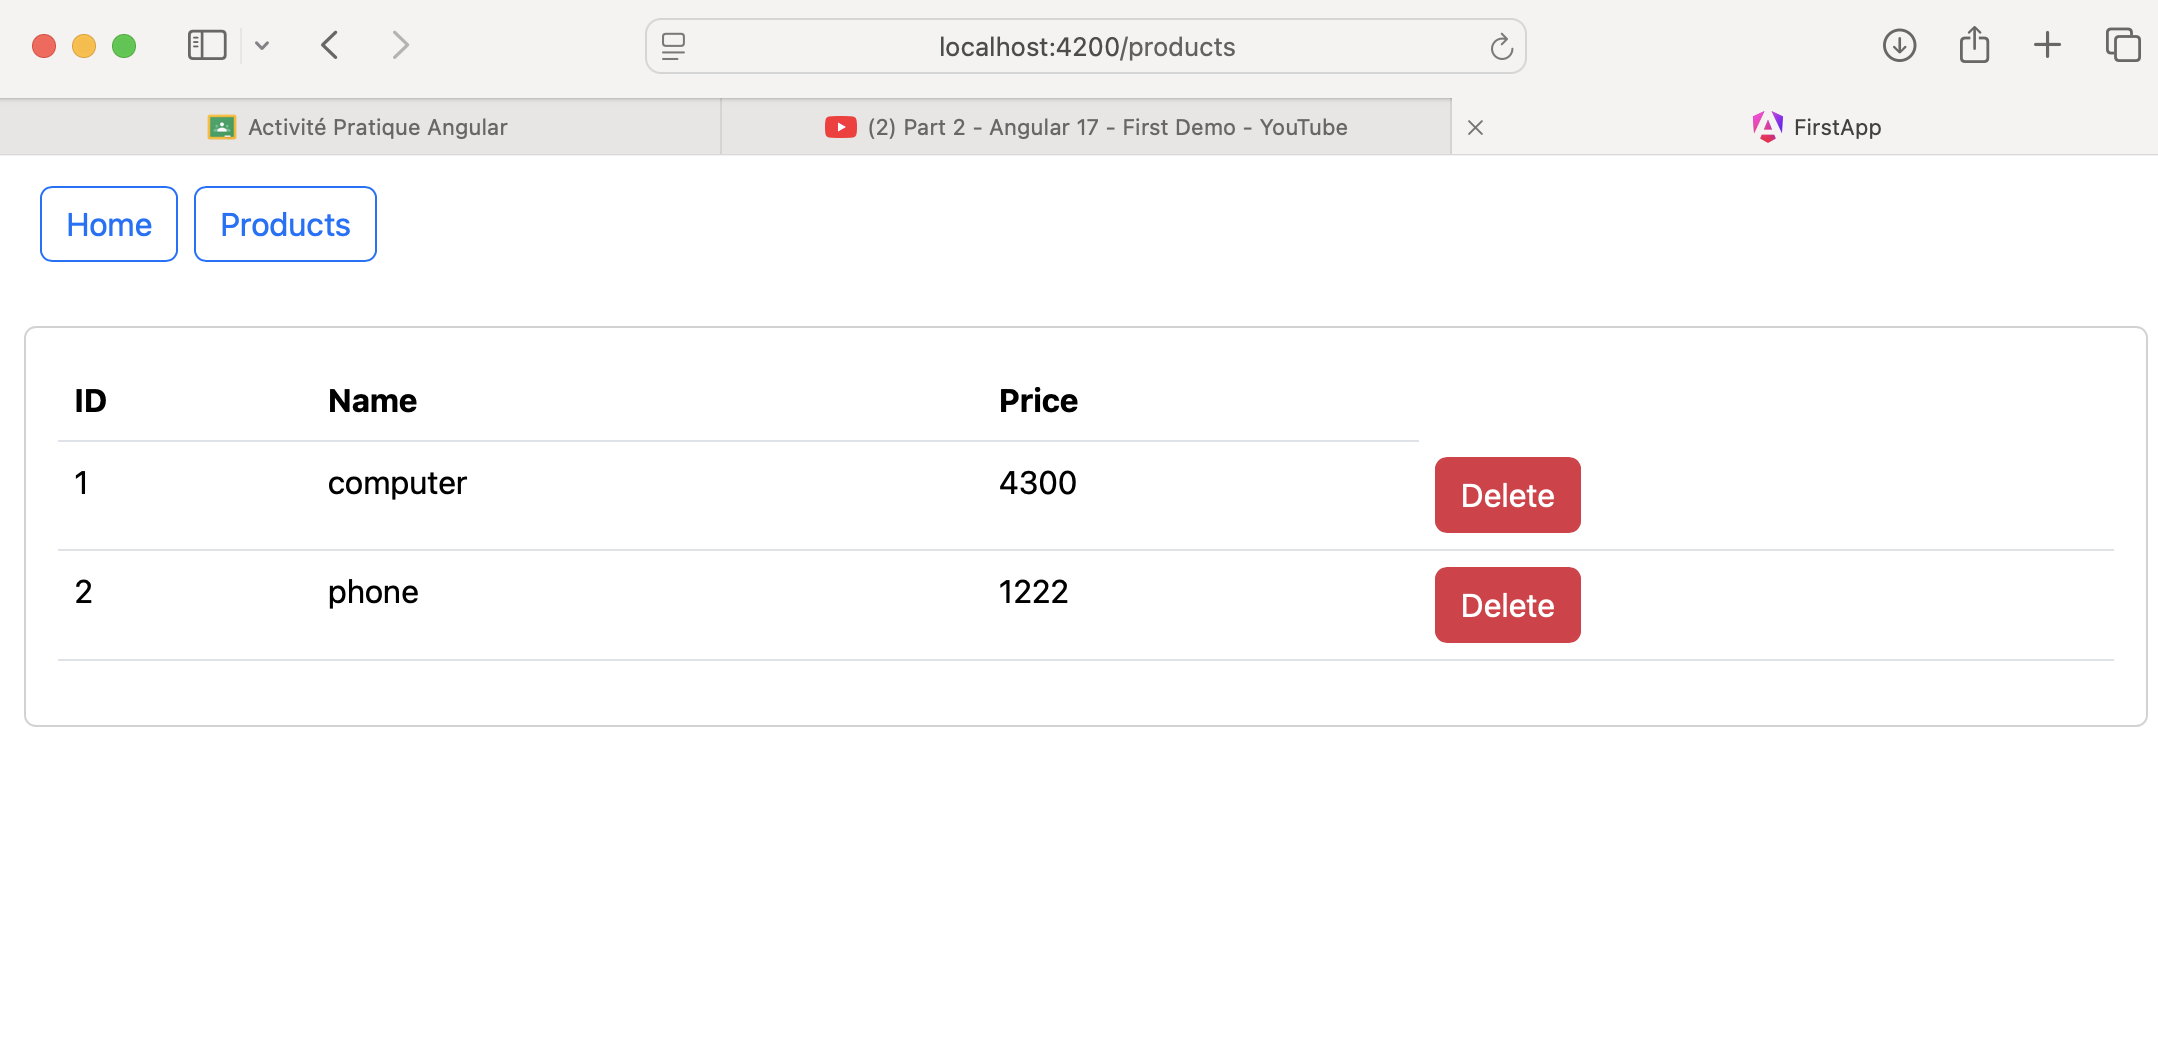 localhost:4200/products
Activité Pratique Angular
(2) Part 2 - Angular 17 - First Demo - YouTube
FirstApp
Home Products
ID Name Price
1 computer 4300 Delete
2 phone 1222 Delete